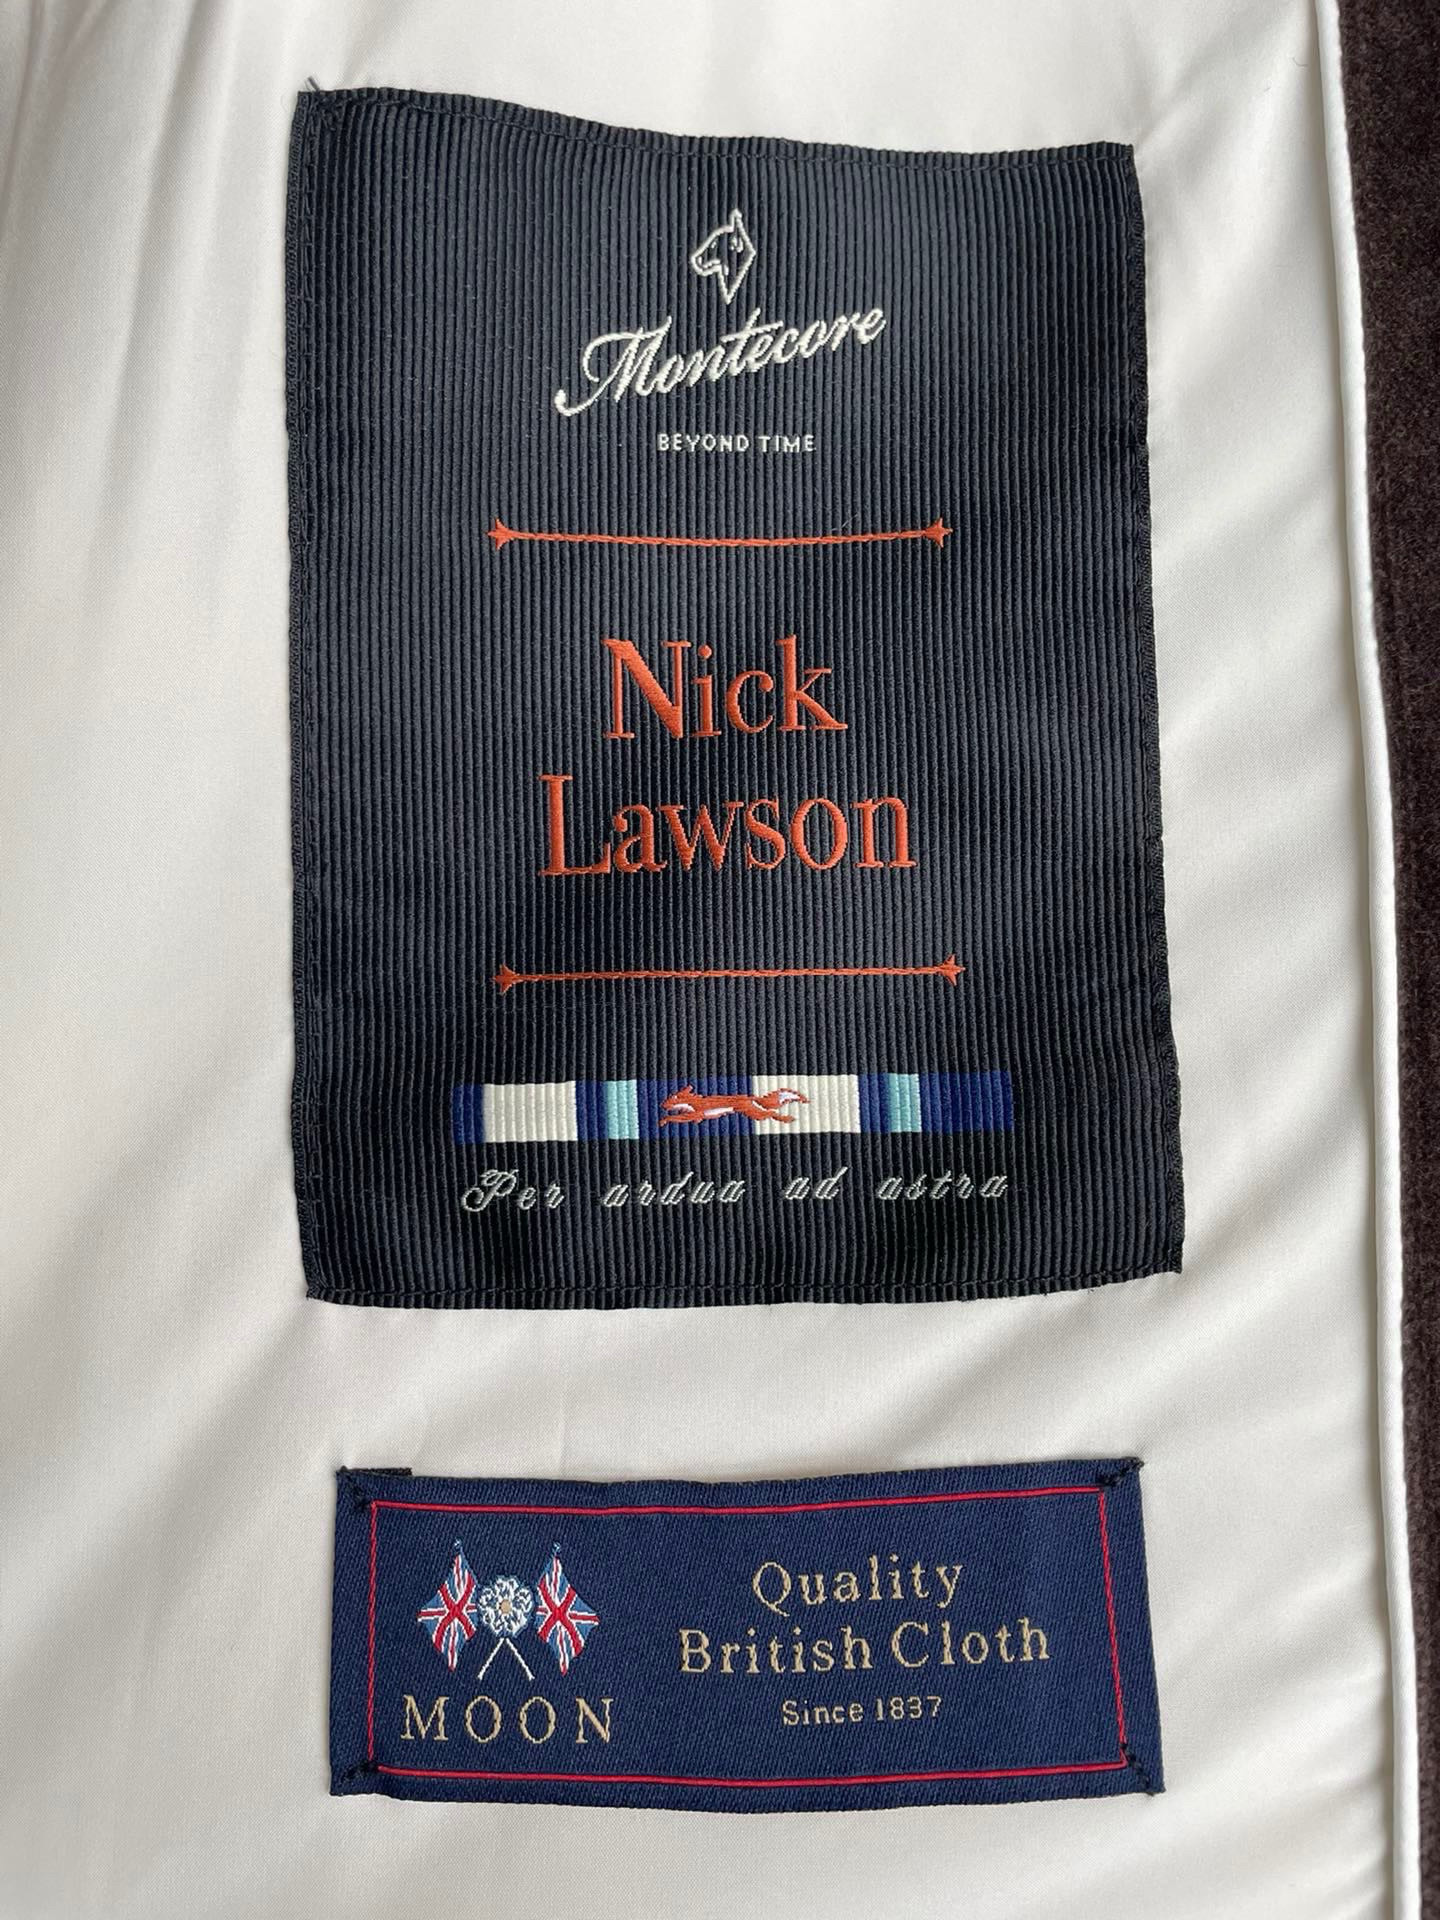 Montecore
BEYOND TIME
Nick
Lawson
Per ardua ad astra
MOON
Quality
British Cloth
Since 1837